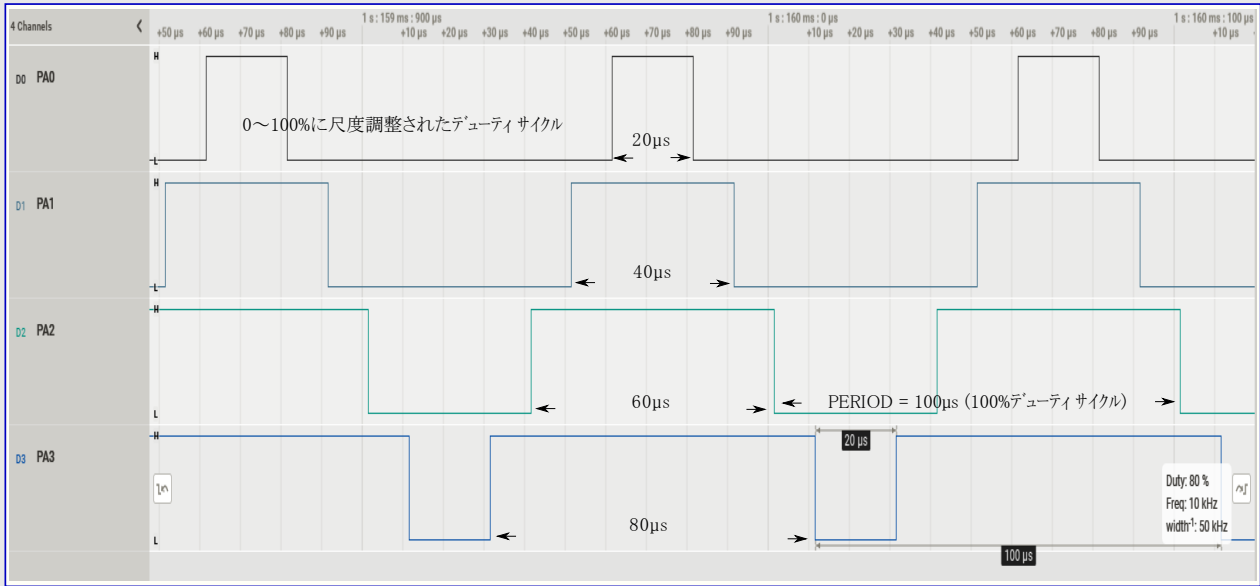 4 Channels
1 s : 159 ms : 900 µs
1 s : 160 ms : 0 µs
1 s : 160 ms : 100 µs
+50 µs +60 µs +70 µs +80 µs +90 µs +10 µs +20 µs +30 µs +40 µs +50 µs +60 µs +70 µs +80 µs +90 µs +10 µs +20 µs +30 µs +40 µs +50 µs +60 µs +70 µs +80 µs +90 µs +10 µs
D0 PA0
H
0～100%に尺度調整されたデューティ サイクル
20µs
L
D1 PA1
H
40µs
L
D2 PA2
H
60µs
PERIOD = 100µs (100%デューティ サイクル)
L
D3 PA3
H
20 µs
Duty: 80 %
Freq: 10 kHz
width⁻¹: 50 kHz
80µs
L
100 µs